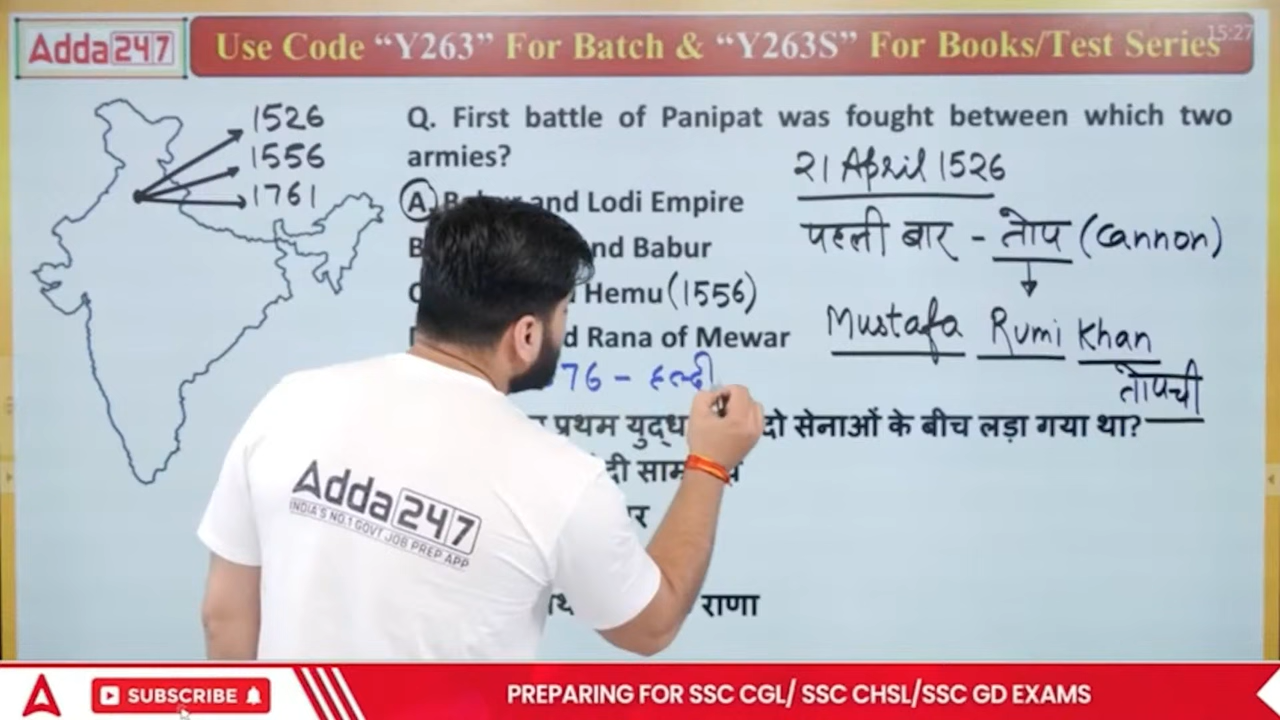 Adda247
Use Code “Y263” For Batch & “Y263S” For Books/Test Series
15:27
1526
1556
1761
Q. First battle of Panipat was fought between which two
armies?
21 April 1526
A. and Lodi Empire
पहली बार - तोप (Cannon)
and Babur
Hemu (1556)
Mustafa Rumi Khan
Rana of Mewar
तोपची
76 - हल्दी
प्रथम युद्ध दो सेनाओं के बीच लड़ा गया था?
राणा
Adda247
INDIA'S NO.1 GOVT JOB PREP APP
SUBSCRIBE
PREPARING FOR SSC CGL/ SSC CHSL/SSC GD EXAMS